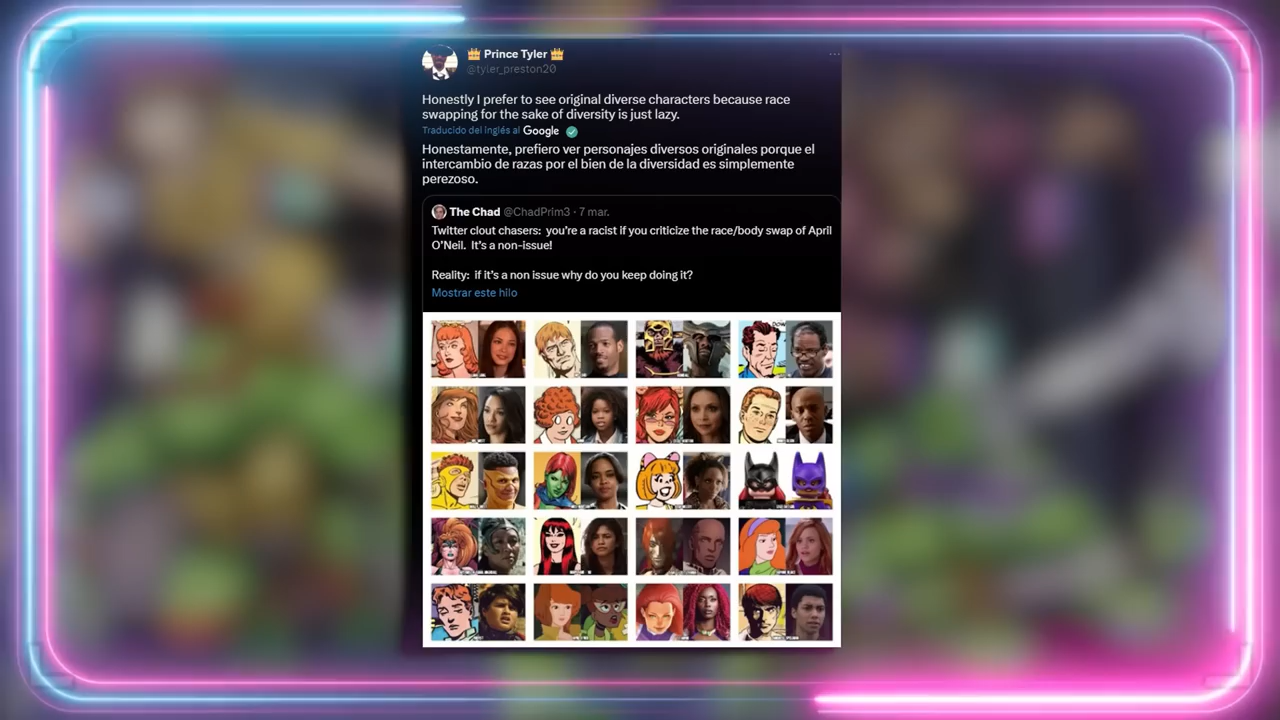 Prince Tyler
@tyler_preston20
Honestly I prefer to see original diverse characters because race
swapping for the sake of diversity is just lazy.
Traducido del inglés al Google
Honestamente, prefiero ver personajes diversos originales porque el
intercambio de razas por el bien de la diversidad es simplemente
perezoso.
The Chad @ChadPrim3 · 7 mar.
Twitter clout chasers: you're a racist if you criticize the race/body swap of April
O'Neil. It's a non-issue!
Reality: if it's a non issue why do you keep doing it?
Mostrar este hilo